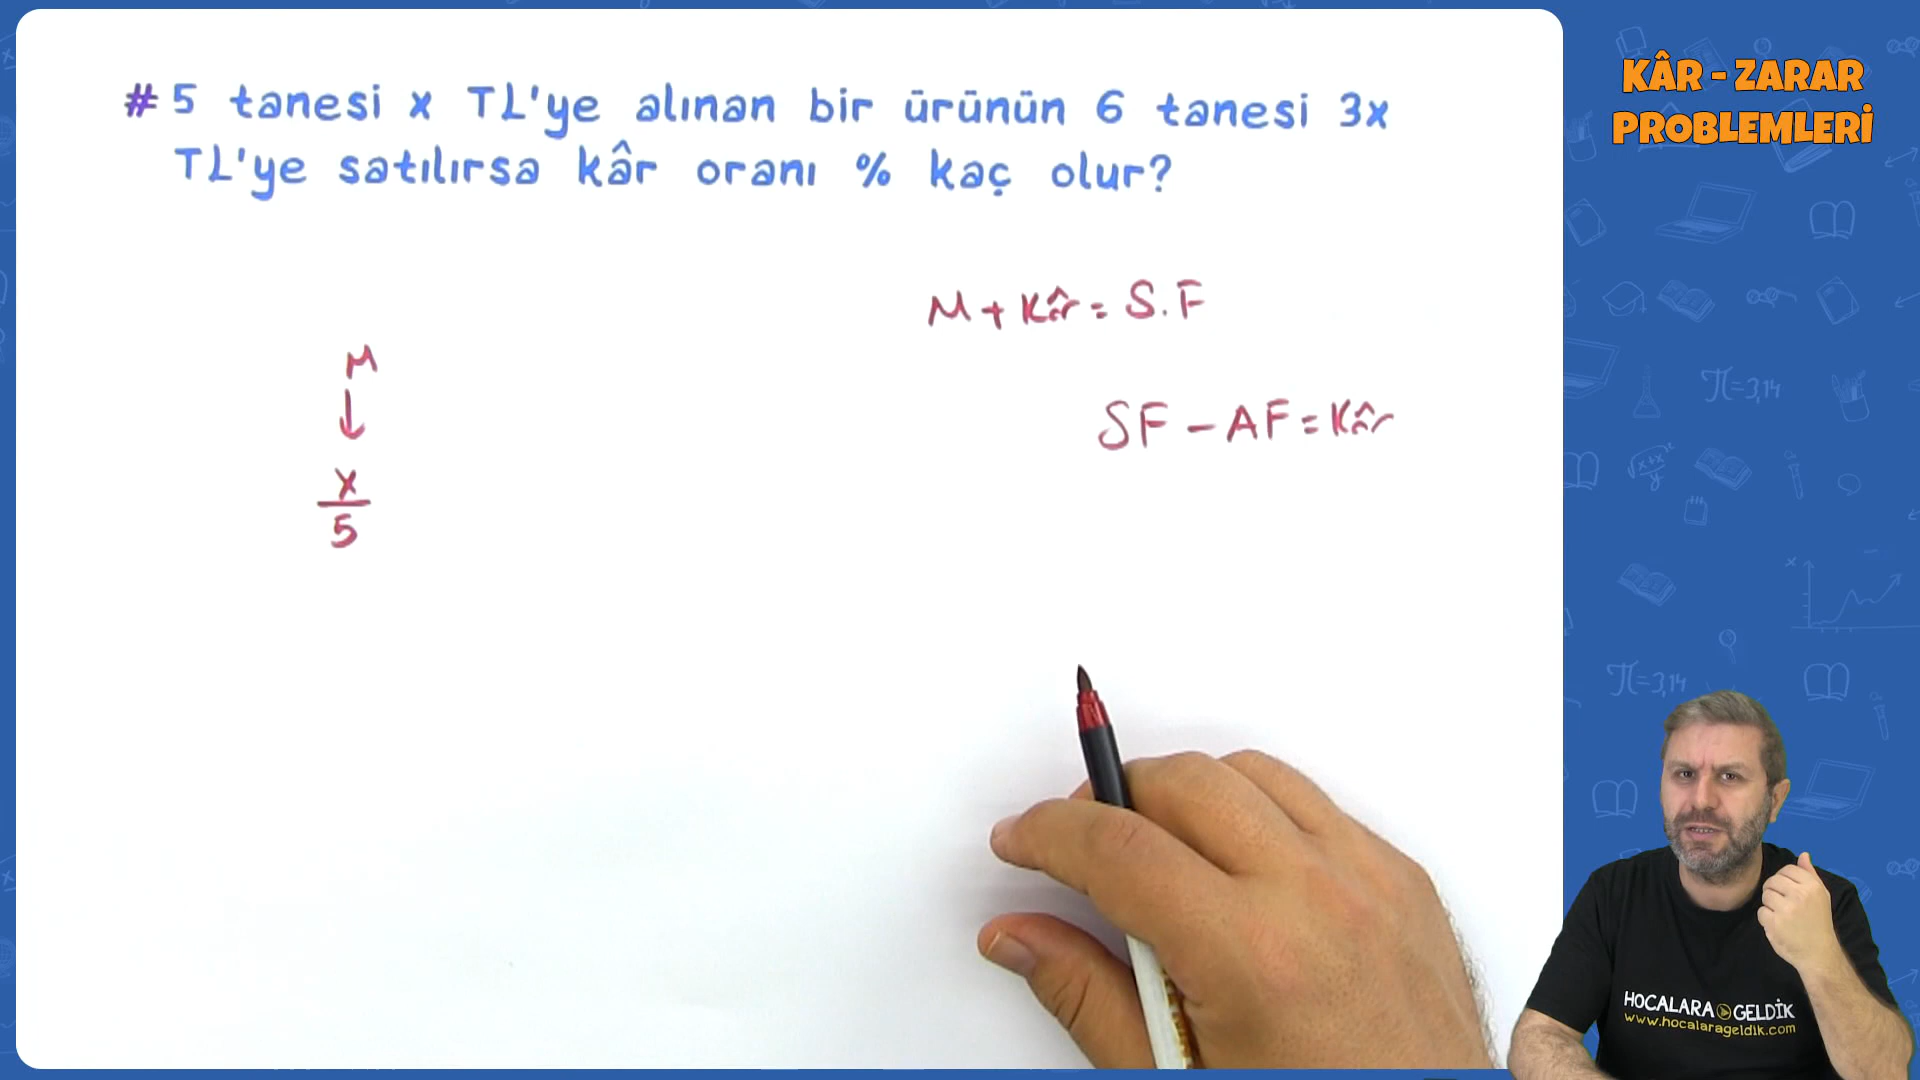 # 5 tanesi x TL'ye alınan bir ürünün 6 tanesi 3x
TL'ye satılırsa kâr oranı % kaç olur?
M + Kâr = S.F
SF - AF = Kâr
M
↓
x
5
KÂR - ZARAR
PROBLEMLERİ
π=3,14
π=3,14
HOCALARA GELDİK
www.hocalarageldik.com